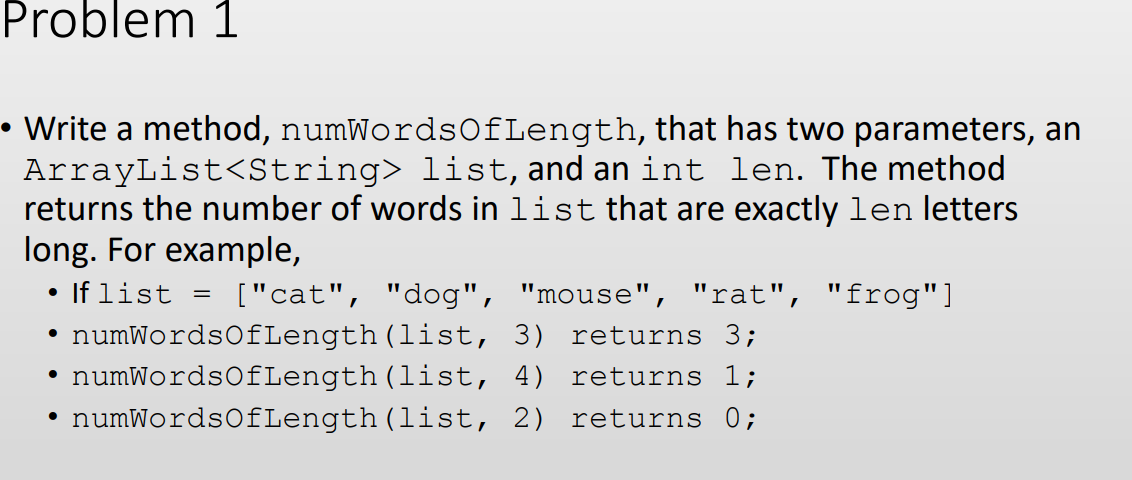 Problem 1
• Write a method, numWordsOfLength, that has two parameters, an
ArrayList<String> list, and an int len. The method
returns the number of words in list that are exactly len letters
long. For example,
• If list = ["cat", "dog", "mouse", "rat", "frog"]
• numWordsOfLength(list, 3) returns 3;
• numWordsOfLength(list, 4) returns 1;
• numWordsOfLength(list, 2) returns 0;